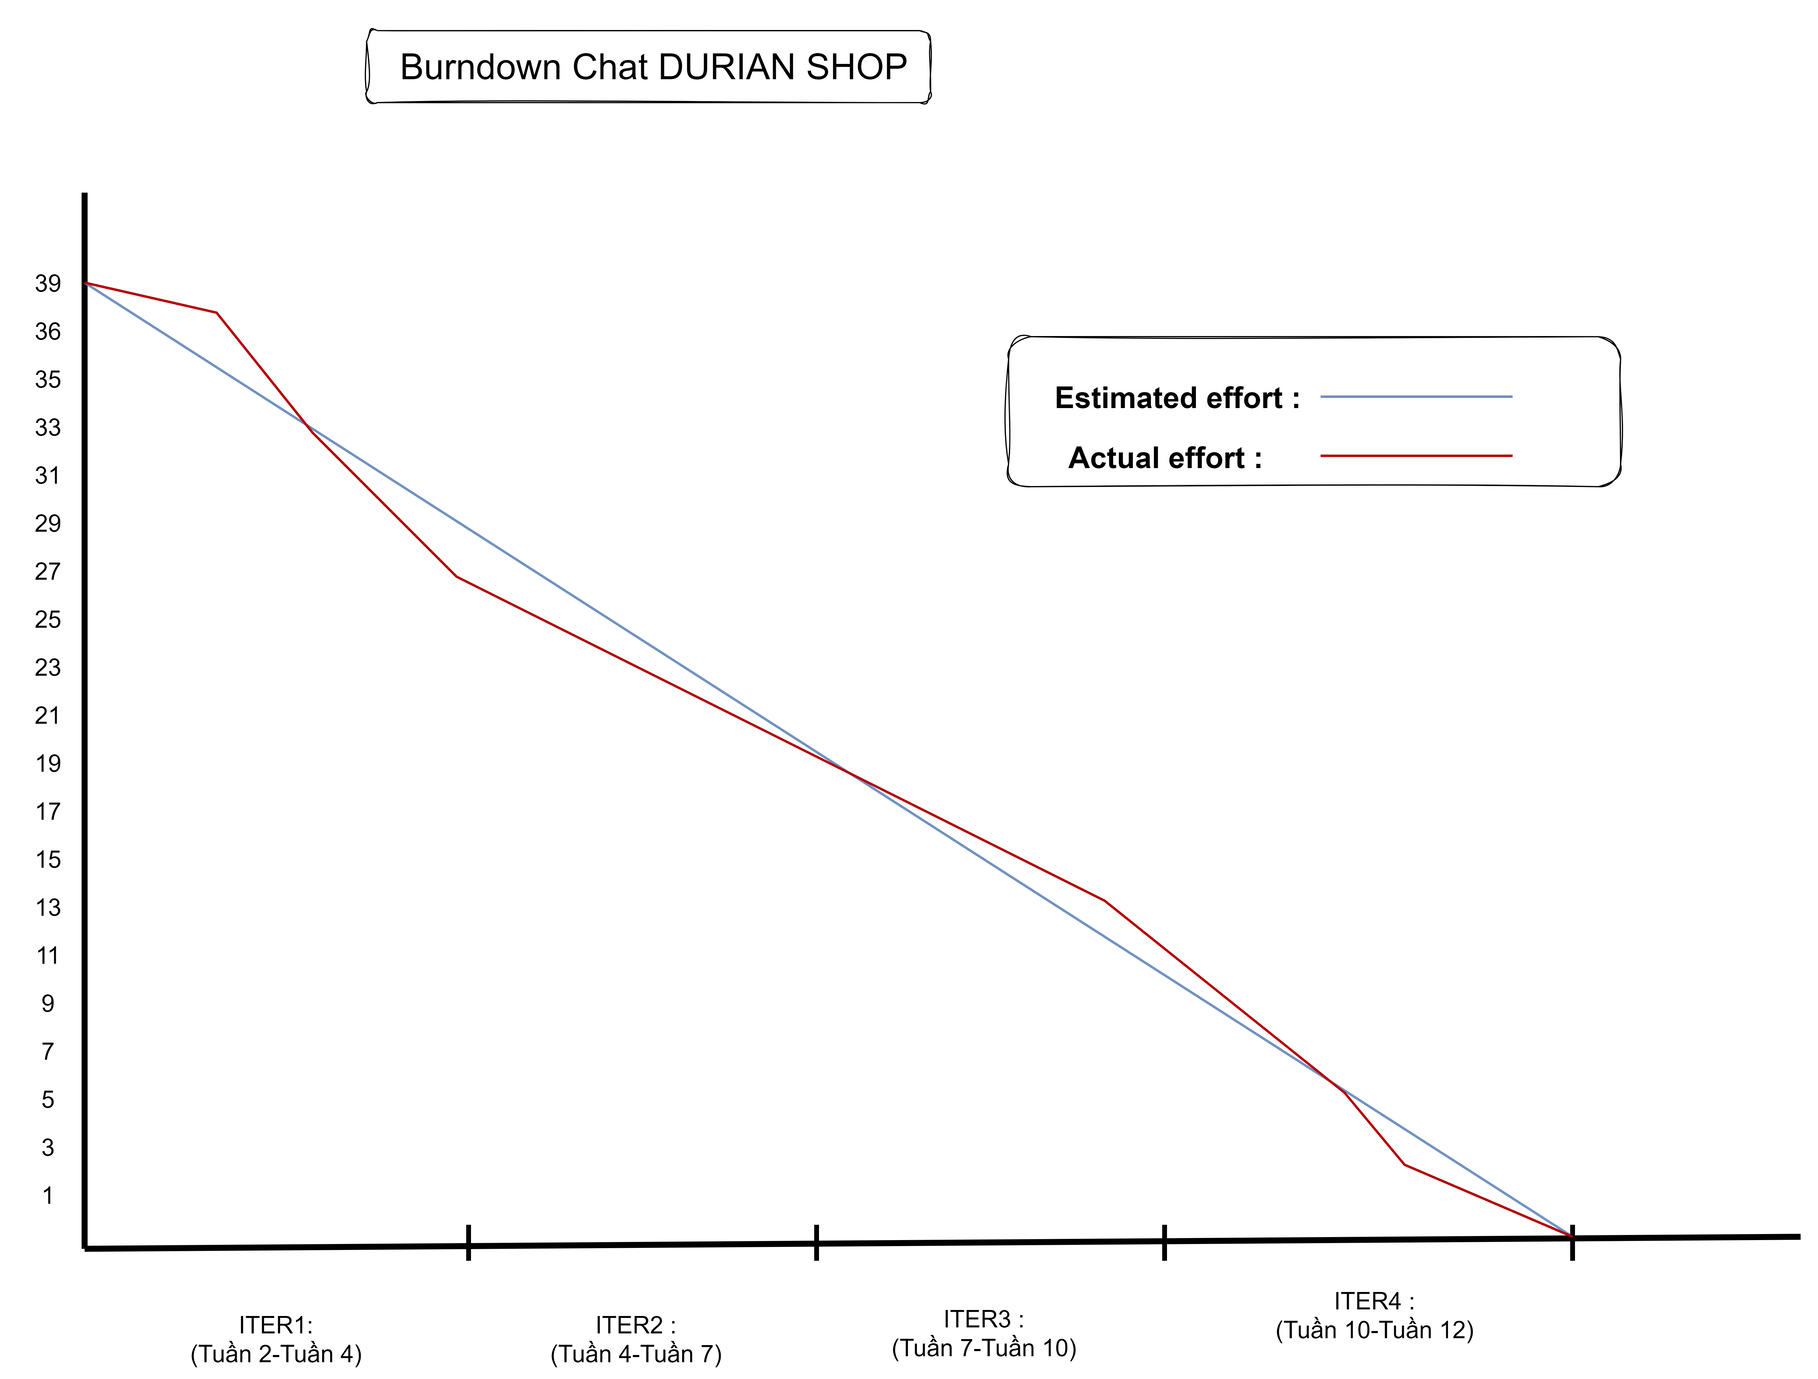 Burndown Chat DURIAN SHOP
39
36
35
33
31
29
27
25
23
21
19
17
15
13
11
9
7
5
3
1
Estimated effort :
Actual effort :
ITER1:
(Tuần 2-Tuần 4)
ITER2 :
(Tuần 4-Tuần 7)
ITER3 :
(Tuần 7-Tuần 10)
ITER4 :
(Tuần 10-Tuần 12)